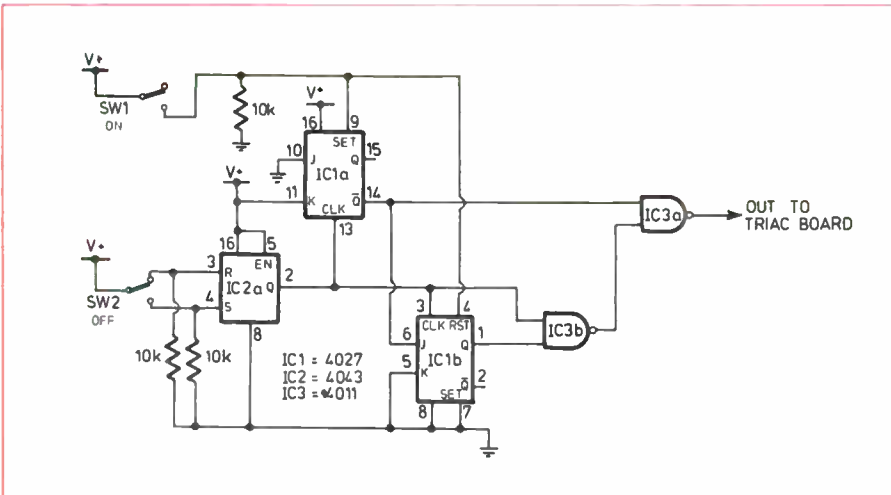 V+
SW1
ON
10k
V+
16
9
SET
10
J
Q
15
IC1a
11
K
Q̅
14
CLK
13
V+
16
5
EN
3
R
IC2a
Q
2
4
S
8
V+
SW2
OFF
10k
10k
IC1 = 4027
IC2 = 4043
IC3 = 4011
3
4
CLK RST
6
J
Q
1
IC1b
5
K
Q̅
2
SET
8
7
IC3a
IC3b
OUT TO
TRIAC BOARD